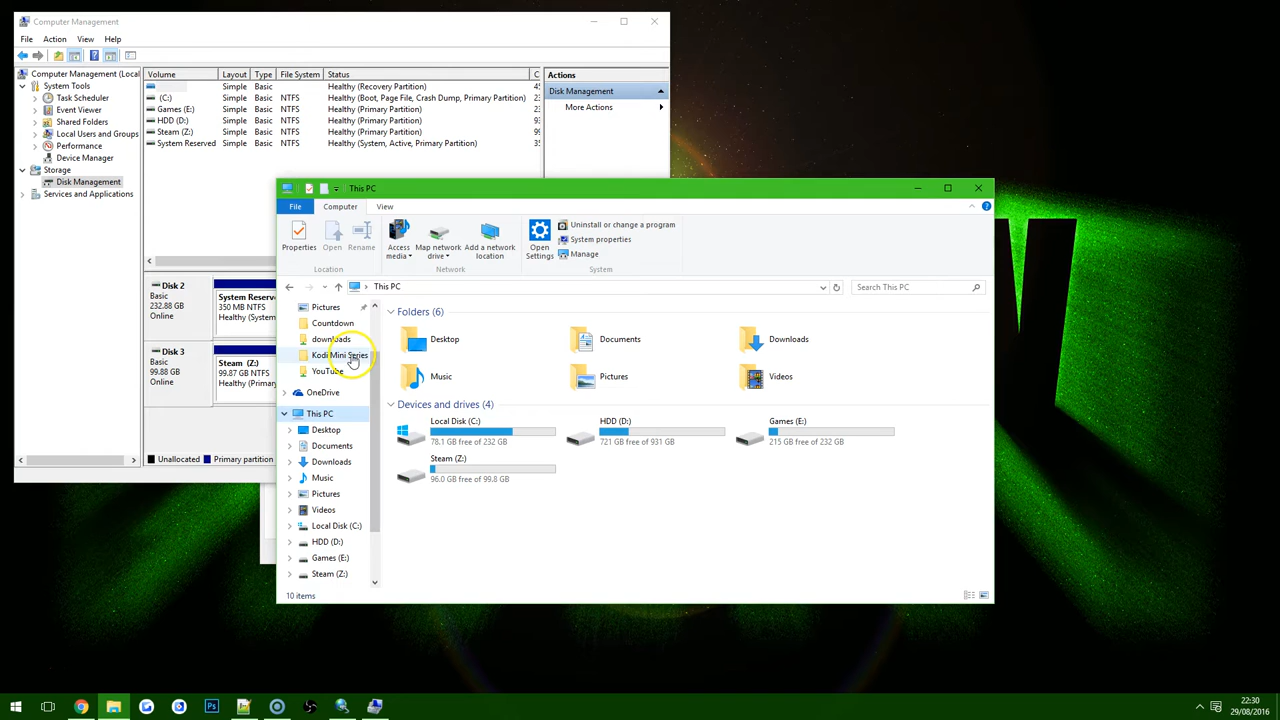 Computer Management
File Action View Help
Computer Management (Local
System Tools
Task Scheduler
Event Viewer
Shared Folders
Local Users and Groups
Performance
Device Manager
Storage
Disk Management
Services and Applications
Volume Layout Type File System Status C
Simple Basic Healthy (Recovery Partition) 45
(C:) Simple Basic NTFS Healthy (Boot, Page File, Crash Dump, Primary Partition) 23
Games (E:) Simple Basic NTFS Healthy (Primary Partition) 23
HDD (D:) Simple Basic NTFS Healthy (Primary Partition) 93
Steam (Z:) Simple Basic NTFS Healthy (Primary Partition) 99
System Reserved Simple Basic NTFS Healthy (System, Active, Primary Partition) 35
Actions
Disk Management
More Actions
Disk 2
Basic
232.88 GB
Online
System Reserv
350 MB NTFS
Healthy (System
Disk 3
Basic
99.88 GB
Online
Steam (Z:)
99.87 GB NTFS
Healthy (Primar
Unallocated Primary partition
This PC
File Computer View
Properties
Open
Rename
Location
Access media
Map network drive
Add a network location
Network
Open Settings
Uninstall or change a program
System properties
Manage
System
This PC
Search This PC
Pictures
Countdown
downloads
Kodi Mini Series
YouTube
OneDrive
This PC
Desktop
Documents
Downloads
Music
Pictures
Videos
Local Disk (C:)
HDD (D:)
Games (E:)
Steam (Z:)
Folders (6)
Desktop Documents Downloads
Music Pictures Videos
Devices and drives (4)
Local Disk (C:) HDD (D:) Games (E:)
78.1 GB free of 232 GB 721 GB free of 931 GB 215 GB free of 232 GB
Steam (Z:)
96.0 GB free of 99.8 GB
10 items
Ps
22:30
29/08/2016